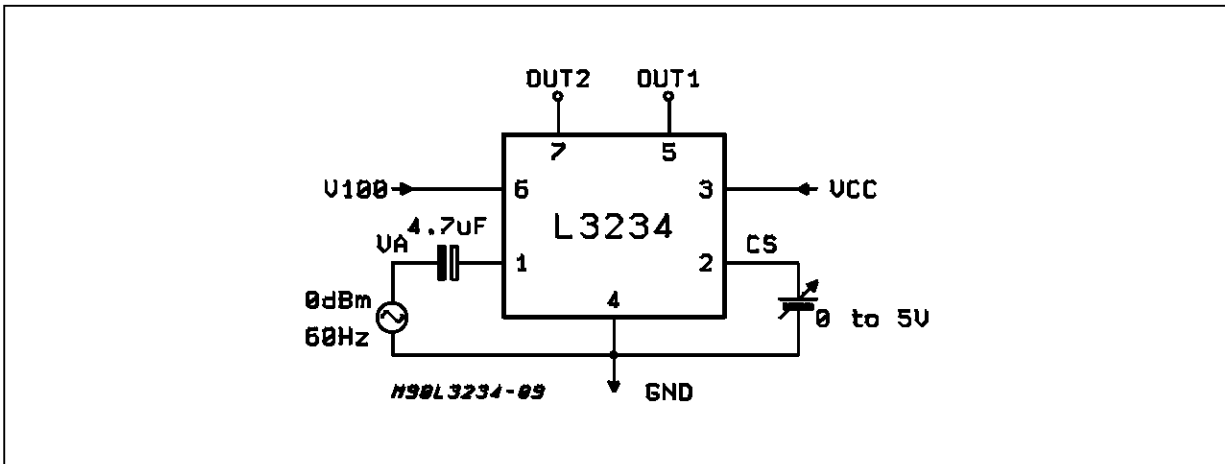 OUT2 OUT1
7 5
V100 6 3 VCC
L3234
4.7uF
VA 1 2 CS
0dBm 4
60Hz 0 to 5V
M90L3234-09 GND